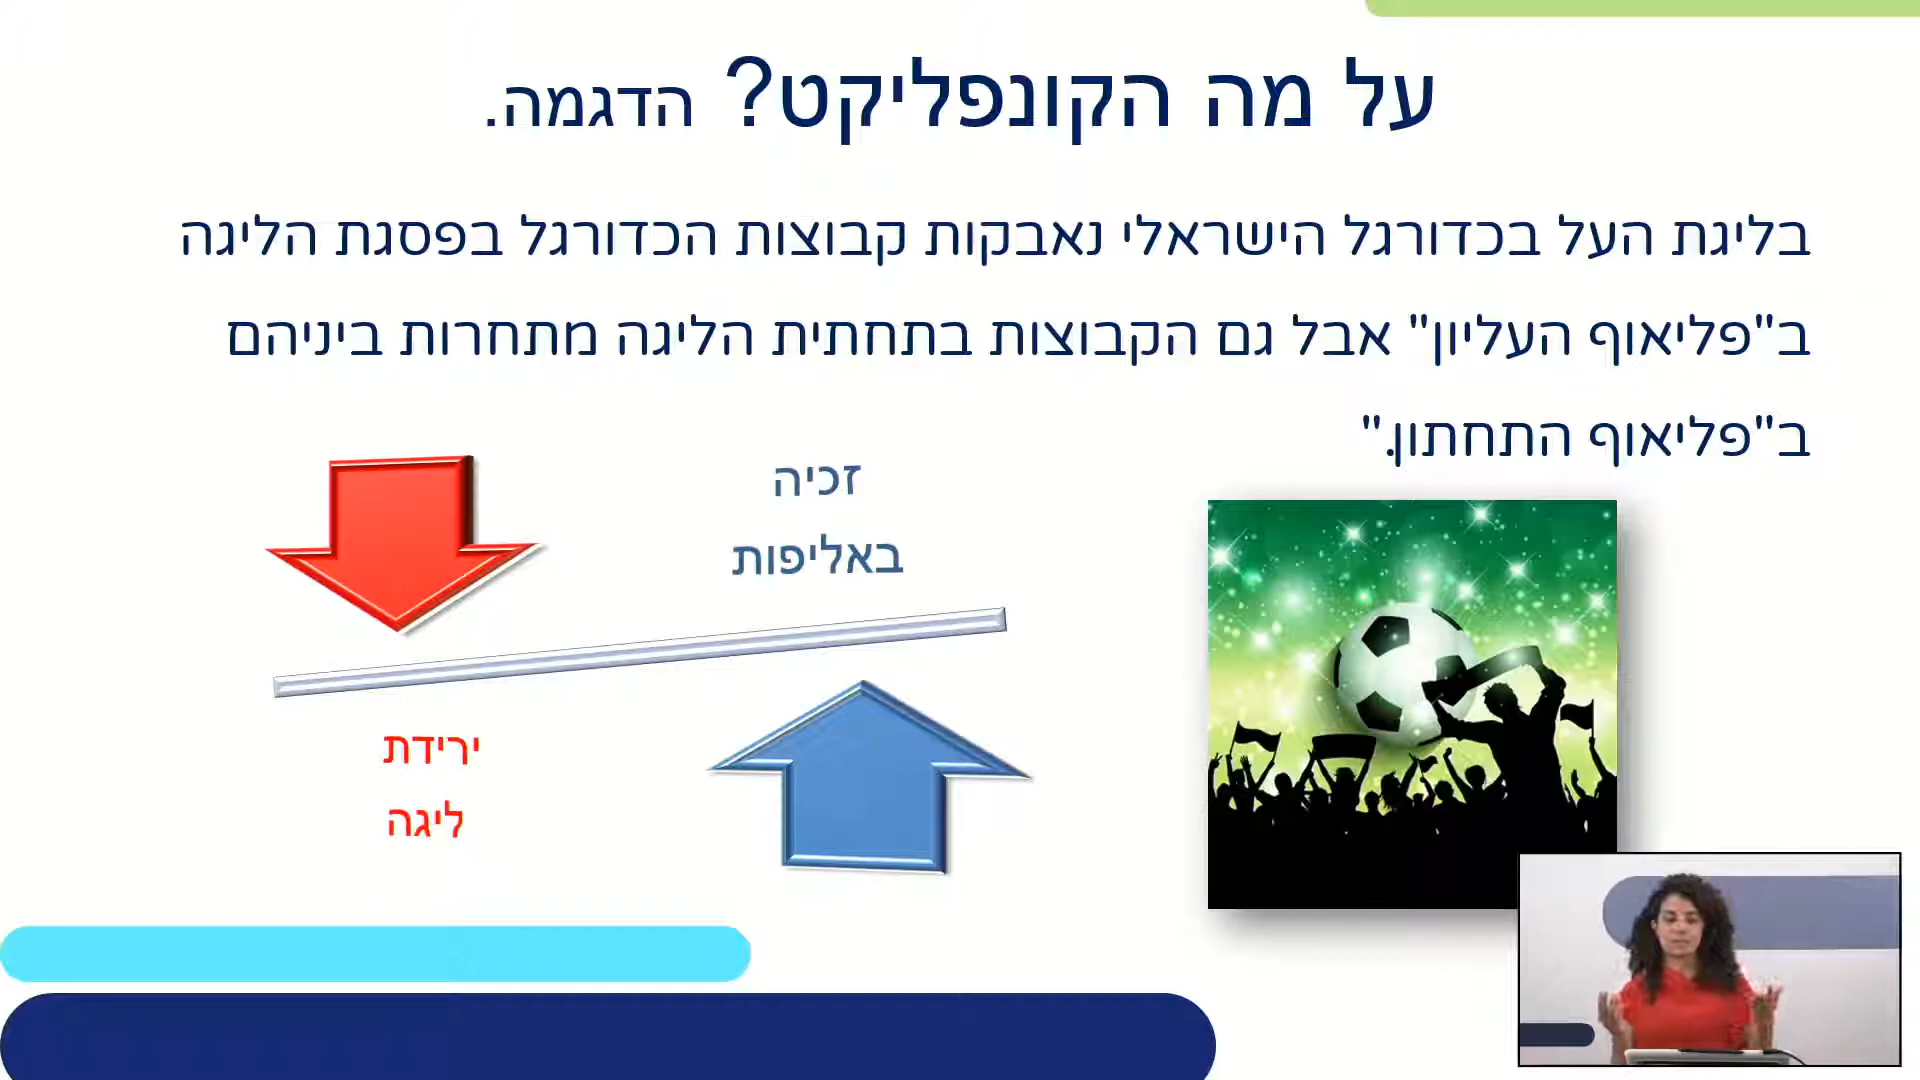 על מה הקונפליקט? הדגמה.
בליגת העל בכדורגל הישראלי נאבקות קבוצות הכדורגל בפסגת הליגה
ב"פליאוף העליון" אבל גם הקבוצות בתחתית הליגה מתחרות ביניהם
ב"פליאוף התחתון."
זכיה
באליפות
ירידת
ליגה